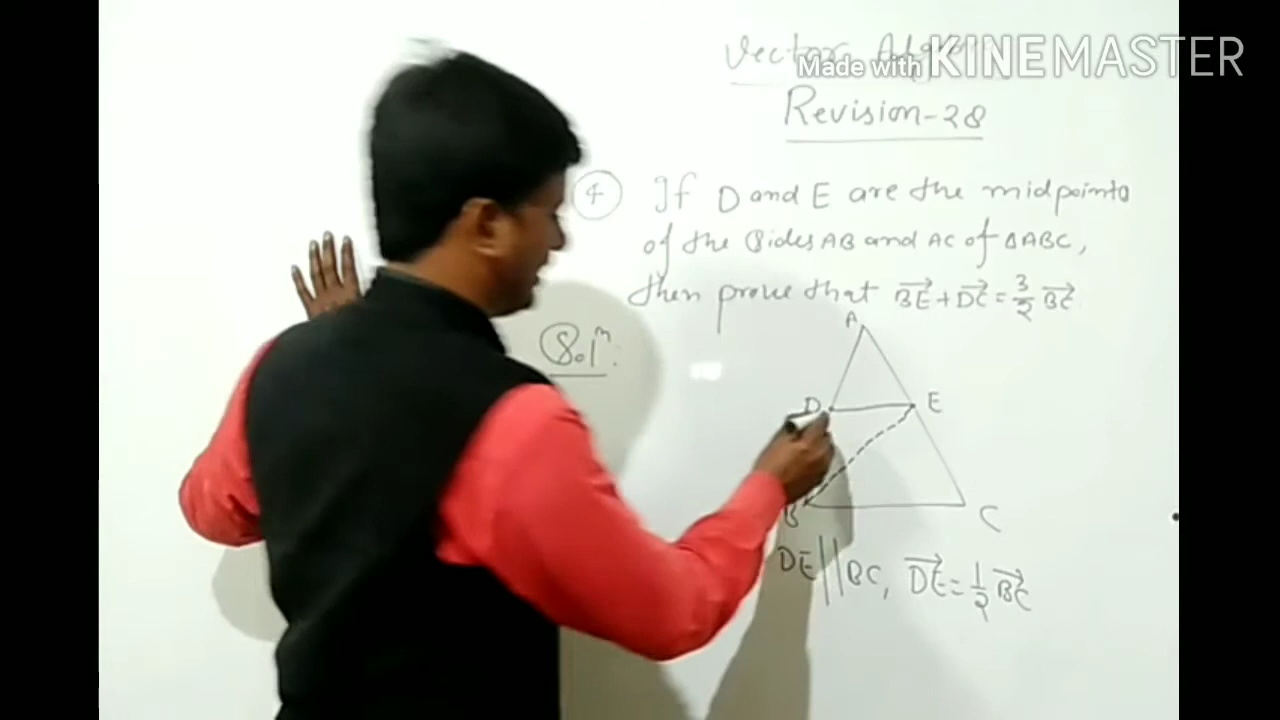 Vector
Made with KINEMASTER
Revision-28
4 If D and E are the midpoints
of the Sides AB and AC of ΔABC,
then prove that BE→ + DC→ = 3/2 BC→
Solⁿ:
A
D E
B C
DE||BC, DE→ = 1/2 BC→